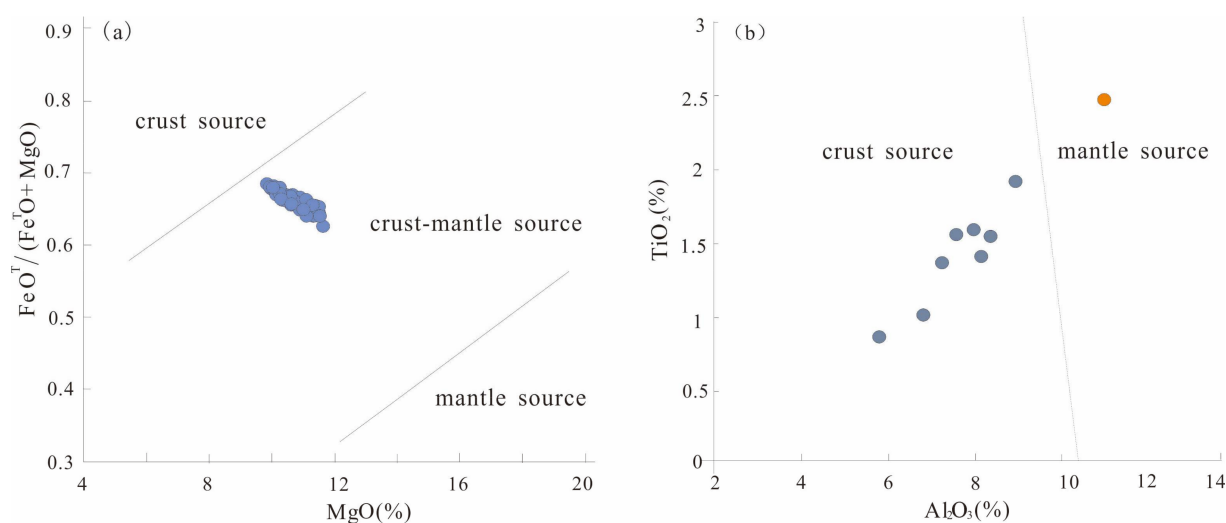 (a)
0.9
0.8
0.7
0.6
0.5
0.4
0.3
FeOᵀ/(FeᵀO+MgO)
crust source
crust-mantle source
mantle source
4
8
12
16
20
MgO(%)
(b)
3
2.5
2
1.5
1
0.5
0
TiO₂(%)
crust source
mantle source
2
4
6
8
10
12
14
Al₂O₃(%)